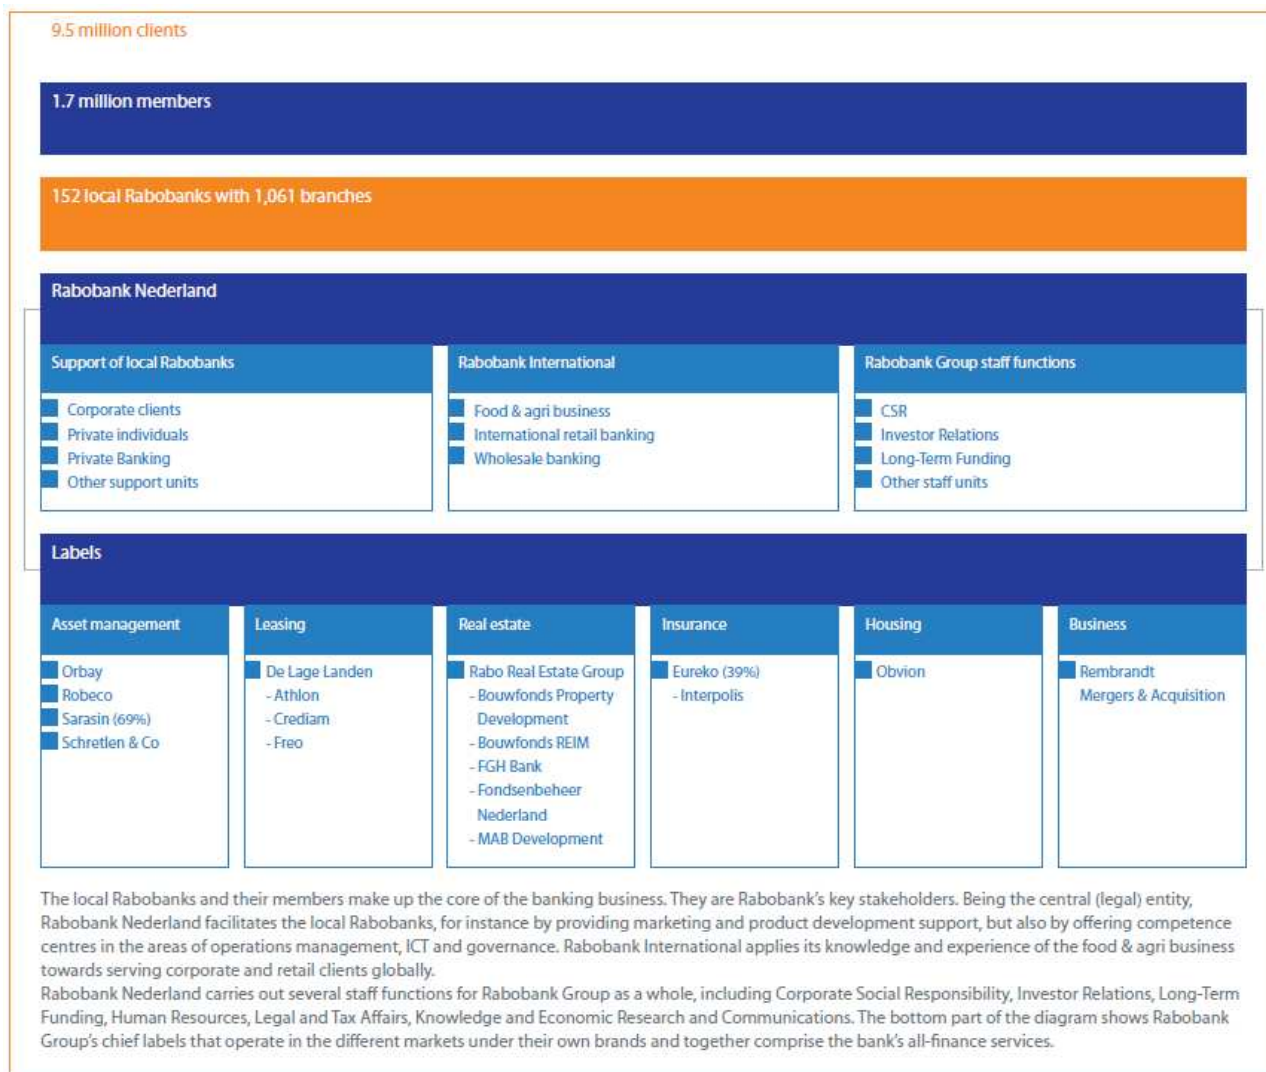 9.5 million clients
1.7 million members
152 local Rabobanks with 1,061 branches
Rabobank Nederland
Support of local Rabobanks
Corporate clients
Private individuals
Private Banking
Other support units
Rabobank International
Food & agri business
International retail banking
Wholesale banking
Rabobank Group staff functions
CSR
Investor Relations
Long-Term Funding
Other staff units
Labels
Asset management
Orbay
Robeco
Sarasin (69%)
Schretlen & Co
Leasing
De Lage Landen
- Athlon
- Crediam
- Freo
Real estate
Rabo Real Estate Group
- Bouwfonds Property
Development
- Bouwfonds REIM
- FGH Bank
- Fondsenbeheer
Nederland
- MAB Development
Insurance
Eureko (39%)
- Interpolis
Housing
Obvion
Business
Rembrandt
Mergers & Acquisition
The local Rabobanks and their members make up the core of the banking business. They are Rabobank's key stakeholders. Being the central (legal) entity,
Rabobank Nederland facilitates the local Rabobanks, for instance by providing marketing and product development support, but also by offering competence
centres in the areas of operations management, ICT and governance. Rabobank International applies its knowledge and experience of the food & agri business
towards serving corporate and retail clients globally.
Rabobank Nederland carries out several staff functions for Rabobank Group as a whole, including Corporate Social Responsibility, Investor Relations, Long-Term
Funding, Human Resources, Legal and Tax Affairs, Knowledge and Economic Research and Communications. The bottom part of the diagram shows Rabobank
Group's chief labels that operate in the different markets under their own brands and together comprise the bank's all-finance services.